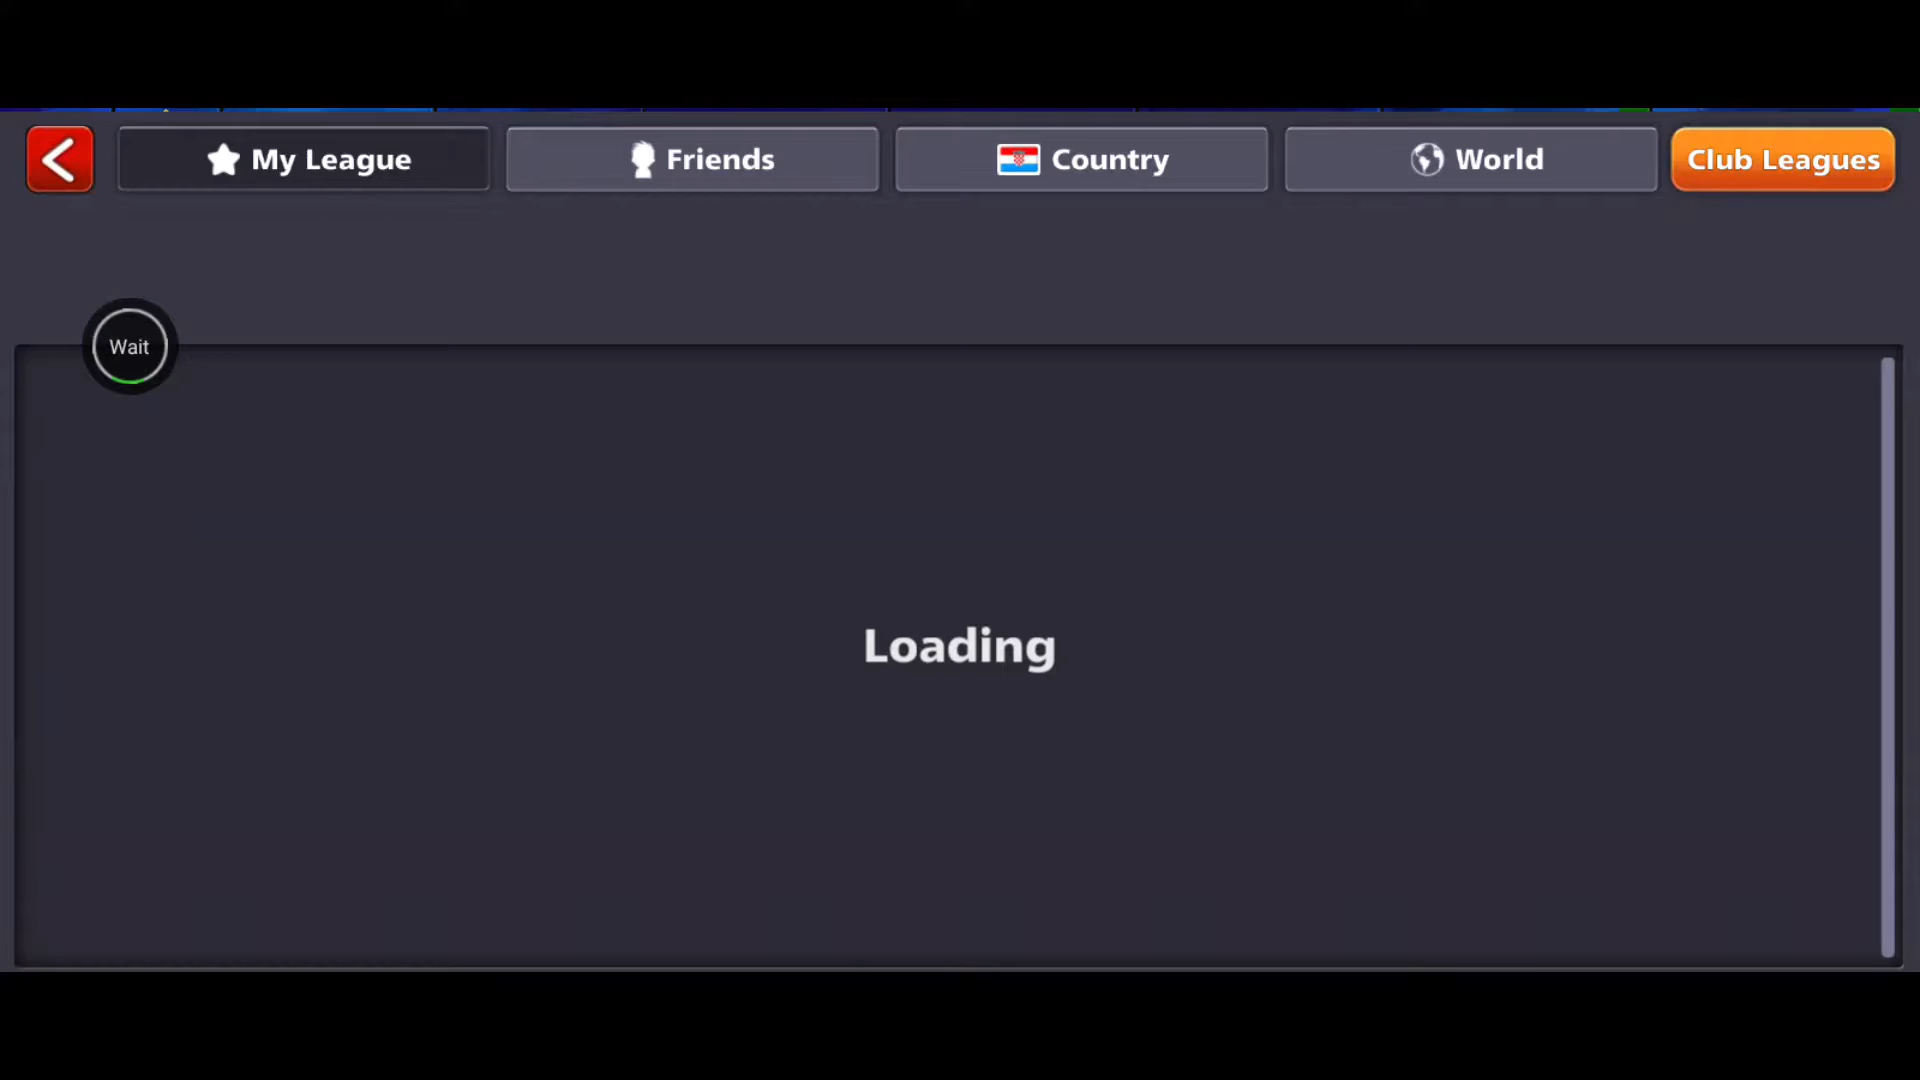 My League
Friends
Country
World
Club Leagues
Wait
Loading